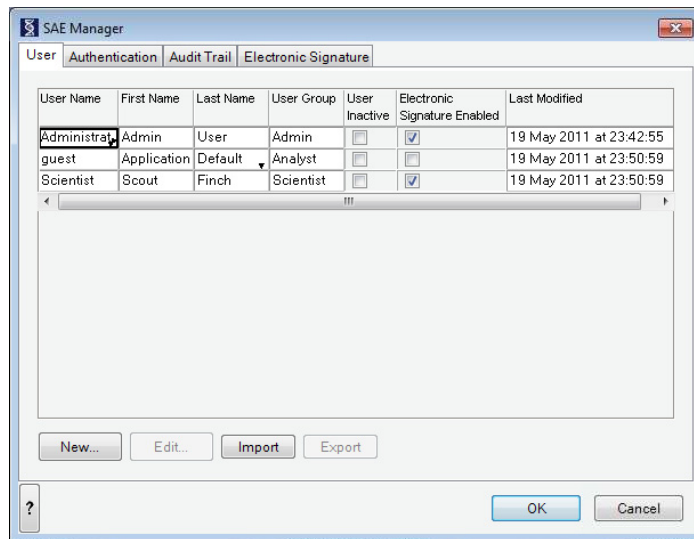 SAE Manager
User Authentication Audit Trail Electronic Signature
User Name First Name Last Name User Group User Inactive Electronic Signature Enabled Last Modified
Administrat Admin User Admin 19 May 2011 at 23:42:55
guest Application Default Analyst 19 May 2011 at 23:50:59
Scientist Scout Finch Scientist 19 May 2011 at 23:50:59
New... Edit... Import Export
? OK Cancel